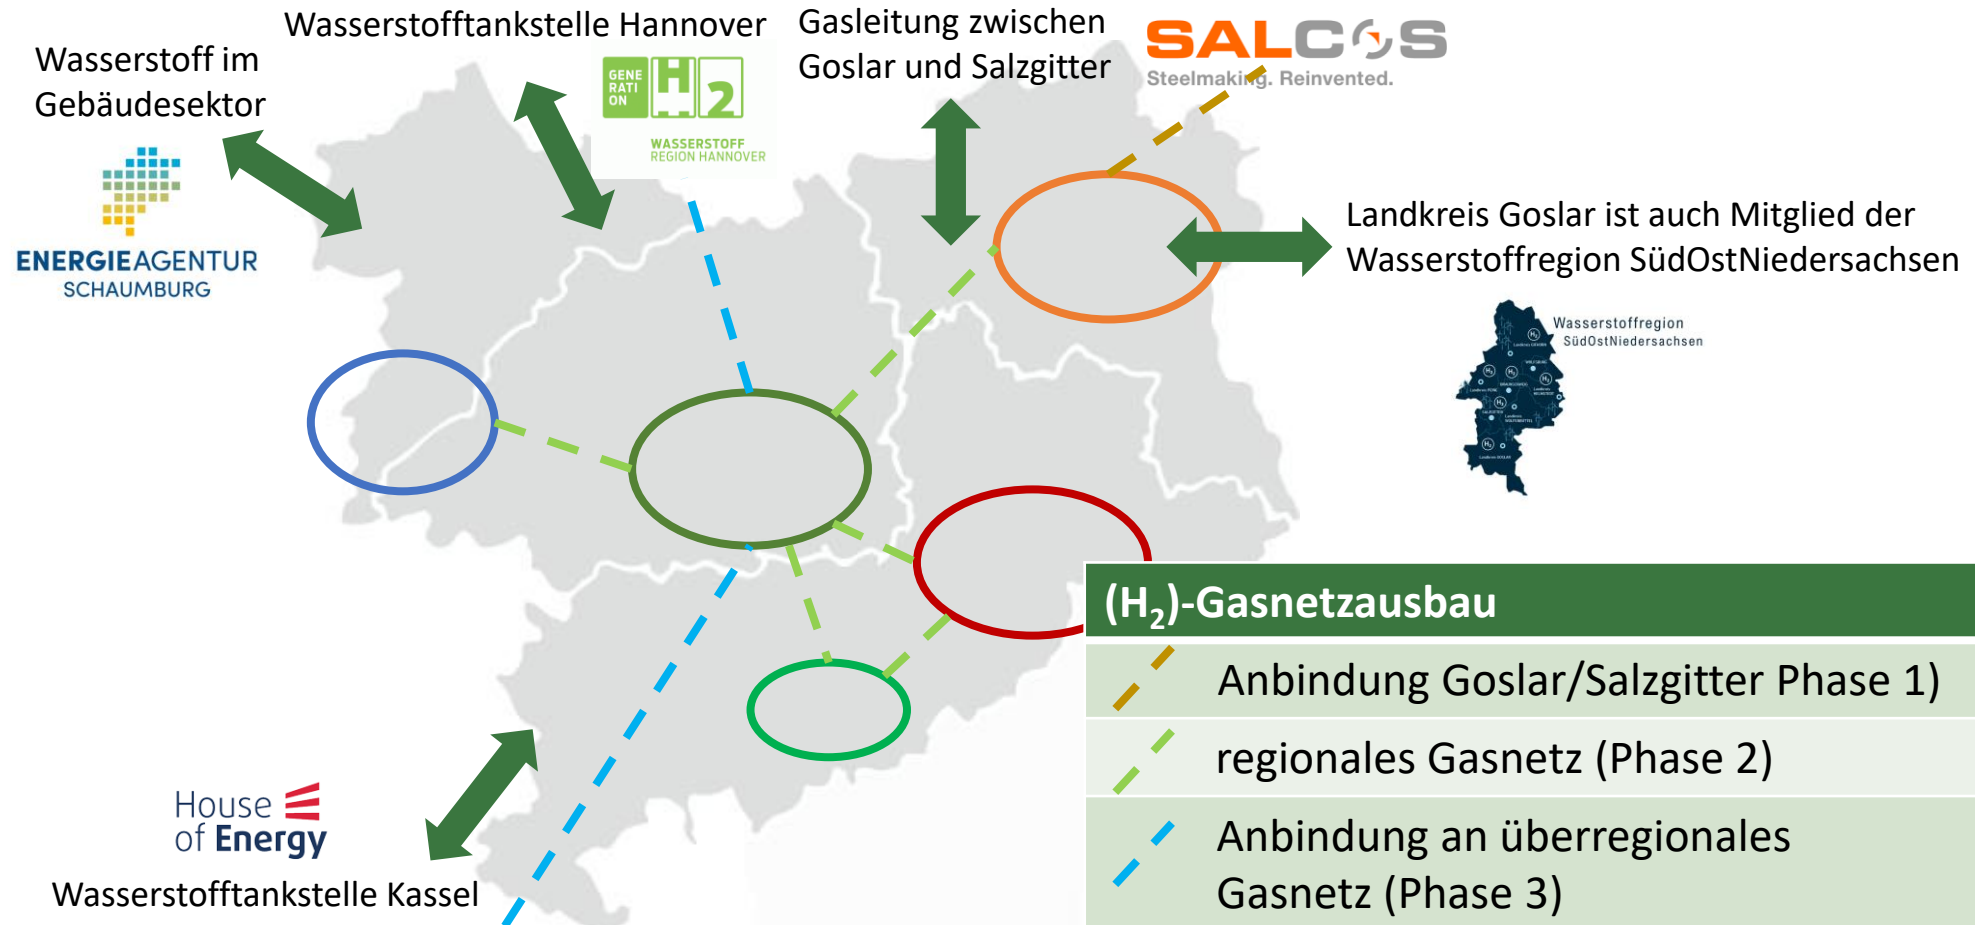 Wasserstofftankstelle Hannover
Gasleitung zwischen
Goslar und Salzgitter
SALCOS
Steelmaking. Reinvented.
Wasserstoff im
Gebäudesektor
GENE
RATI
ON
H2
WASSERSTOFF
REGION HANNOVER
ENERGIEAGENTUR
SCHAUMBURG
Landkreis Goslar ist auch Mitglied der
Wasserstoffregion SüdOstNiedersachsen
Wasserstoffregion
SüdOstNiedersachsen
(H₂)-Gasnetzausbau
Anbindung Goslar/Salzgitter Phase 1)
regionales Gasnetz (Phase 2)
Anbindung an überregionales
Gasnetz (Phase 3)
House
of Energy
Wasserstofftankstelle Kassel